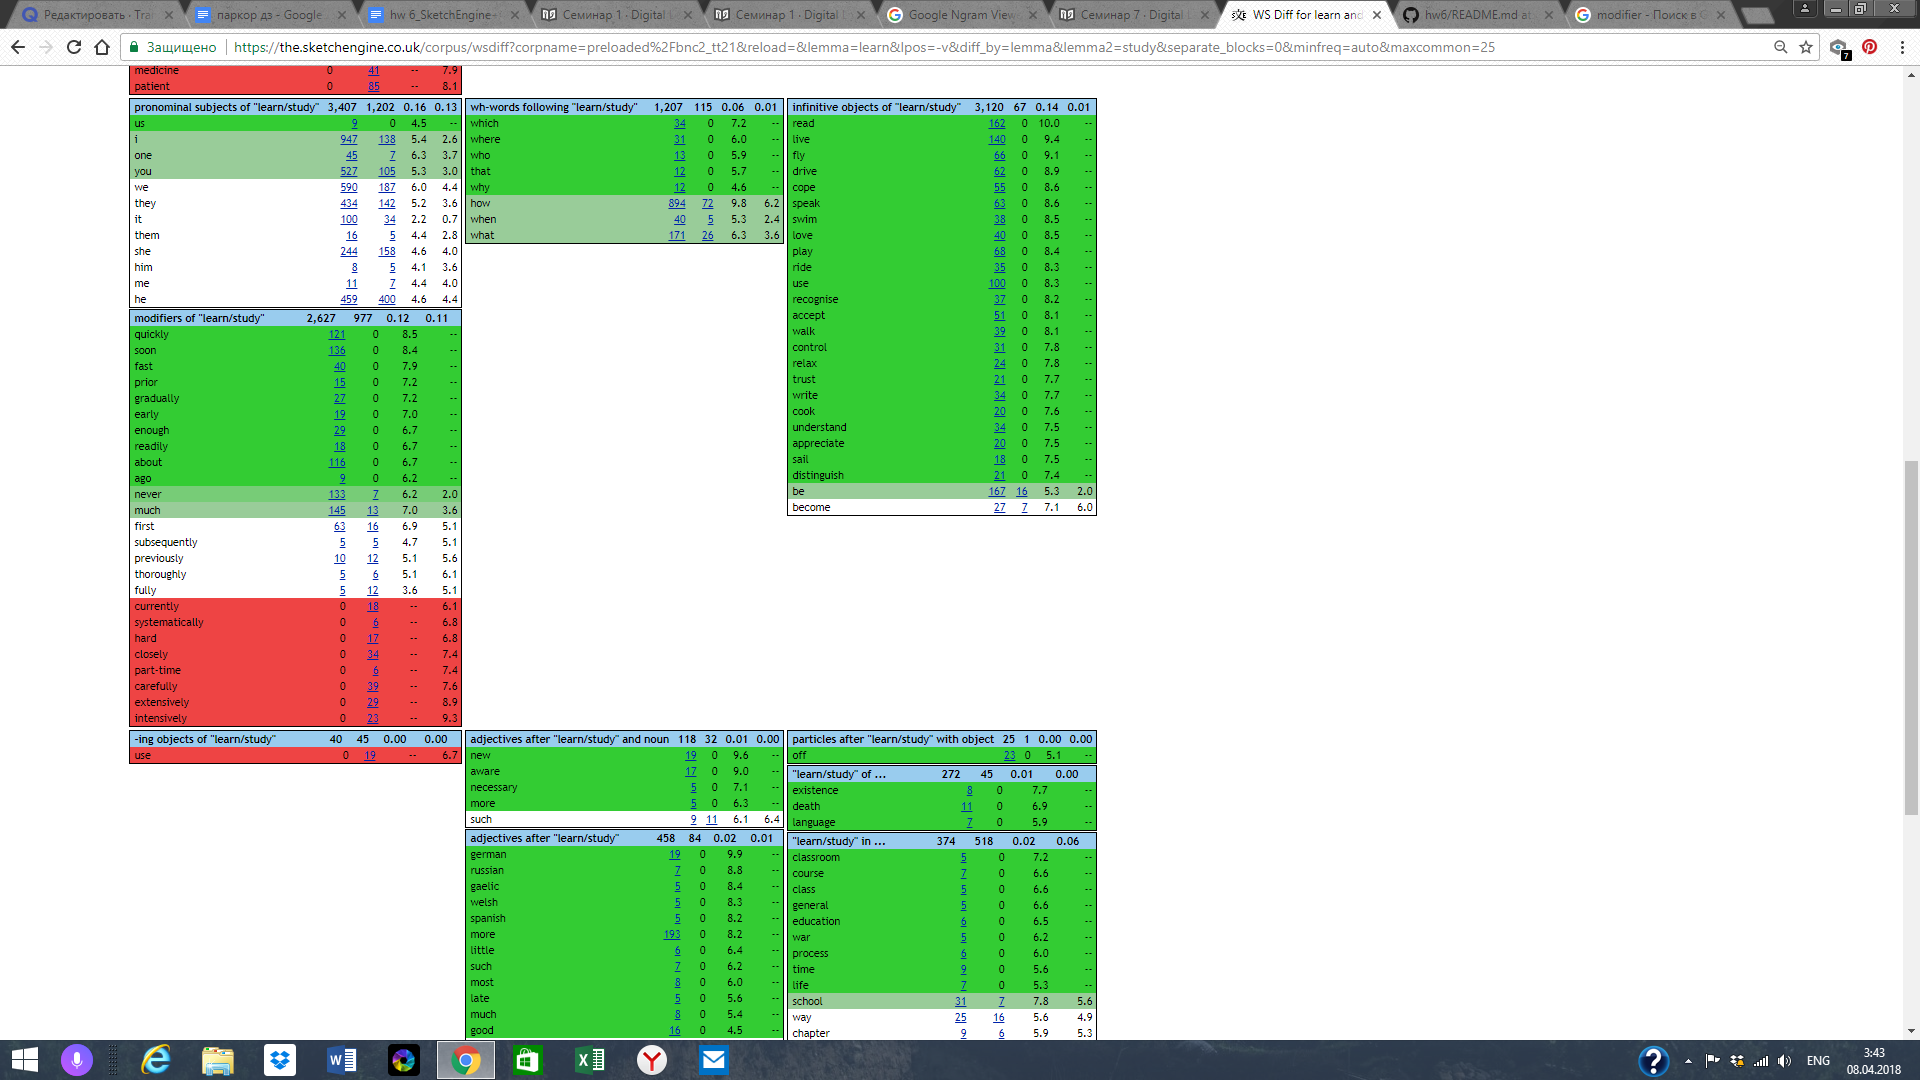 Редактировать - Tra
паркор дз - Google
hw 6_SketchEngine-
Семинар 1 · Digital
Семинар 1 · Digital
Google Ngram View
Семинар 7 · Digital
WS Diff for learn and
hw6/README.md at
modifier - Поиск в G
Защищено https://the.sketchengine.co.uk/corpus/wsdiff?corpname=preloaded%2Fbnc2_tt21&reload=&lemma=learn&lpos=-v&diff_by=lemma&lemma2=study&separate_blocks=0&minfreq=auto&maxcommon=25
7
medicine 0 41 -- 7.9
patient 0 85 -- 8.1
pronominal subjects of "learn/study" 3,407 1,202 0.16 0.13
us 9 0 4.5 --
i 947 138 5.4 2.6
one 45 7 6.3 3.7
you 527 105 5.3 3.0
we 590 187 6.0 4.4
they 434 142 5.2 3.6
it 100 34 2.2 0.7
them 16 5 4.4 2.8
she 244 158 4.6 4.0
him 8 5 4.1 3.6
me 11 7 4.4 4.0
he 459 400 4.6 4.4
modifiers of "learn/study" 2,627 977 0.12 0.11
quickly 121 0 8.5 --
soon 136 0 8.4 --
fast 40 0 7.9 --
prior 15 0 7.2 --
gradually 27 0 7.2 --
early 19 0 7.0 --
enough 29 0 6.7 --
readily 18 0 6.7 --
about 116 0 6.7 --
ago 9 0 6.2 --
never 133 7 6.2 2.0
much 145 13 7.0 3.6
first 63 16 6.9 5.1
subsequently 5 5 4.7 5.1
previously 10 12 5.1 5.6
thoroughly 5 6 5.1 6.1
fully 5 12 3.6 5.1
currently 0 18 -- 6.1
systematically 0 6 -- 6.8
hard 0 17 -- 6.8
closely 0 34 -- 7.4
part-time 0 6 -- 7.4
carefully 0 39 -- 7.6
extensively 0 29 -- 8.9
intensively 0 23 -- 9.3
-ing objects of "learn/study" 40 45 0.00 0.00
use 0 19 -- 6.7
wh-words following "learn/study" 1,207 115 0.06 0.01
which 34 0 7.2 --
where 31 0 6.0 --
who 13 0 5.9 --
that 12 0 5.7 --
why 12 0 4.6 --
how 894 72 9.8 6.2
when 40 5 5.3 2.4
what 171 26 6.3 3.6
adjectives after "learn/study" and noun 118 32 0.01 0.00
new 19 0 9.6 --
aware 17 0 9.0 --
necessary 5 0 7.1 --
more 5 0 6.3 --
such 9 11 6.1 6.4
adjectives after "learn/study" 458 84 0.02 0.01
german 19 0 9.9 --
russian 7 0 8.8 --
gaelic 5 0 8.4 --
welsh 5 0 8.3 --
spanish 5 0 8.2 --
more 193 0 8.2 --
little 6 0 6.4 --
such 7 0 6.2 --
most 8 0 6.0 --
late 5 0 5.6 --
much 8 0 5.4 --
good 16 0 4.5 --
infinitive objects of "learn/study" 3,120 67 0.14 0.01
read 162 0 10.0 --
live 140 0 9.4 --
fly 66 0 9.1 --
drive 62 0 8.9 --
cope 55 0 8.6 --
speak 63 0 8.6 --
swim 38 0 8.5 --
love 40 0 8.5 --
play 68 0 8.4 --
ride 35 0 8.3 --
use 100 0 8.3 --
recognise 37 0 8.2 --
accept 51 0 8.1 --
walk 39 0 8.1 --
control 31 0 7.8 --
relax 24 0 7.8 --
trust 21 0 7.7 --
write 34 0 7.7 --
cook 20 0 7.6 --
understand 34 0 7.5 --
appreciate 20 0 7.5 --
sail 18 0 7.5 --
distinguish 21 0 7.4 --
be 167 16 5.3 2.0
become 27 7 7.1 6.0
particles after "learn/study" with object 25 1 0.00 0.00
off 23 0 5.1 --
"learn/study" of ... 272 45 0.01 0.00
existence 8 0 7.7 --
death 11 0 6.9 --
language 7 0 5.9 --
"learn/study" in ... 374 518 0.02 0.06
classroom 5 0 7.2 --
course 7 0 6.6 --
class 5 0 6.6 --
general 5 0 6.6 --
education 6 0 6.5 --
war 5 0 6.2 --
process 6 0 6.0 --
time 9 0 5.6 --
life 7 0 5.3 --
school 31 7 7.8 5.6
way 25 16 5.6 4.9
chapter 9 6 5.9 5.3
ENG
3:43
08.04.2018